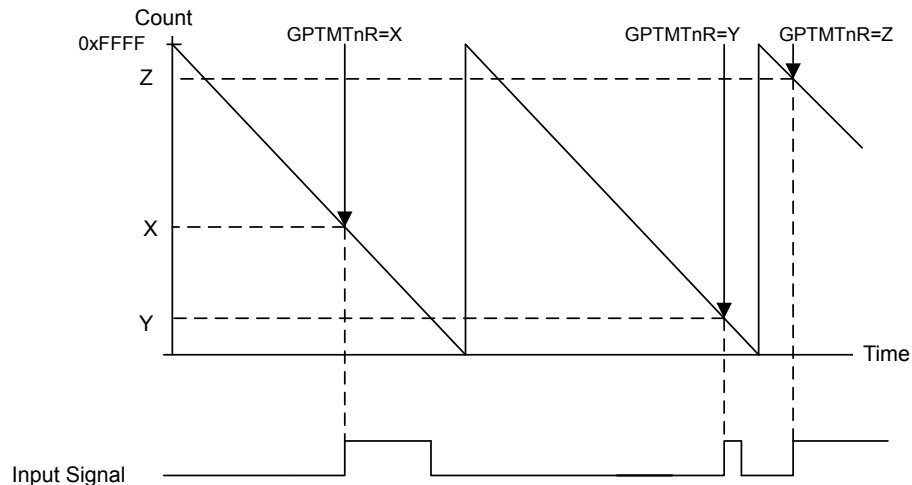 Count
0xFFFF
GPTMTnR=X
GPTMTnR=Y
GPTMTnR=Z
Z
X
Y
Time
Input Signal